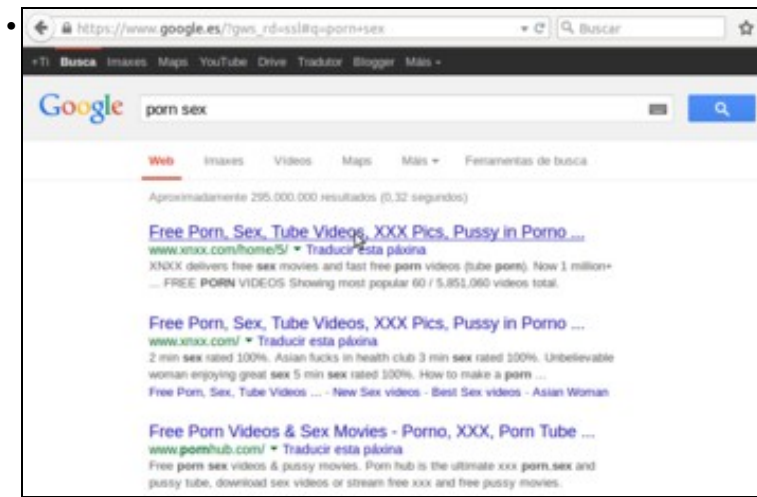 https://www.google.es/?gws_rd=ssl#q=porn+sex
Buscar
+Ti Busca Imaxes Maps YouTube Drive Tradutor Blogger Máis
Google
porn sex
Web Imaxes Vídeos Maps Máis Ferramentas de busca
Aproximadamente 295.000.000 resultados (0,32 segundos)
Free Porn, Sex, Tube Videos, XXX Pics, Pussy in Porno ...
www.xnxx.com/home/5/ Traducir esta páxina
XNXX delivers free sex movies and fast free porn videos (tube porn). Now 1 million+
... FREE PORN VIDEOS Showing most popular 60 / 5,851,060 videos total.
Free Porn, Sex, Tube Videos, XXX Pics, Pussy in Porno ...
www.xnxx.com/ Traducir esta páxina
2 min sex rated 100%. Asian fucks in health club 3 min sex rated 100%. Unbelievable
woman enjoying great sex 5 min sex rated 100%. How to make a porn ...
Free Porn, Sex, Tube Videos ... - New Sex videos - Best Sex videos - Asian Woman
Free Porn Videos & Sex Movies - Porno, XXX, Porn Tube ...
www.pornhub.com/ Traducir esta páxina
Free porn sex videos & pussy movies. Porn hub is the ultimate xxx porn,sex and
pussy tube, download sex videos or stream free xxx and free pussy movies.